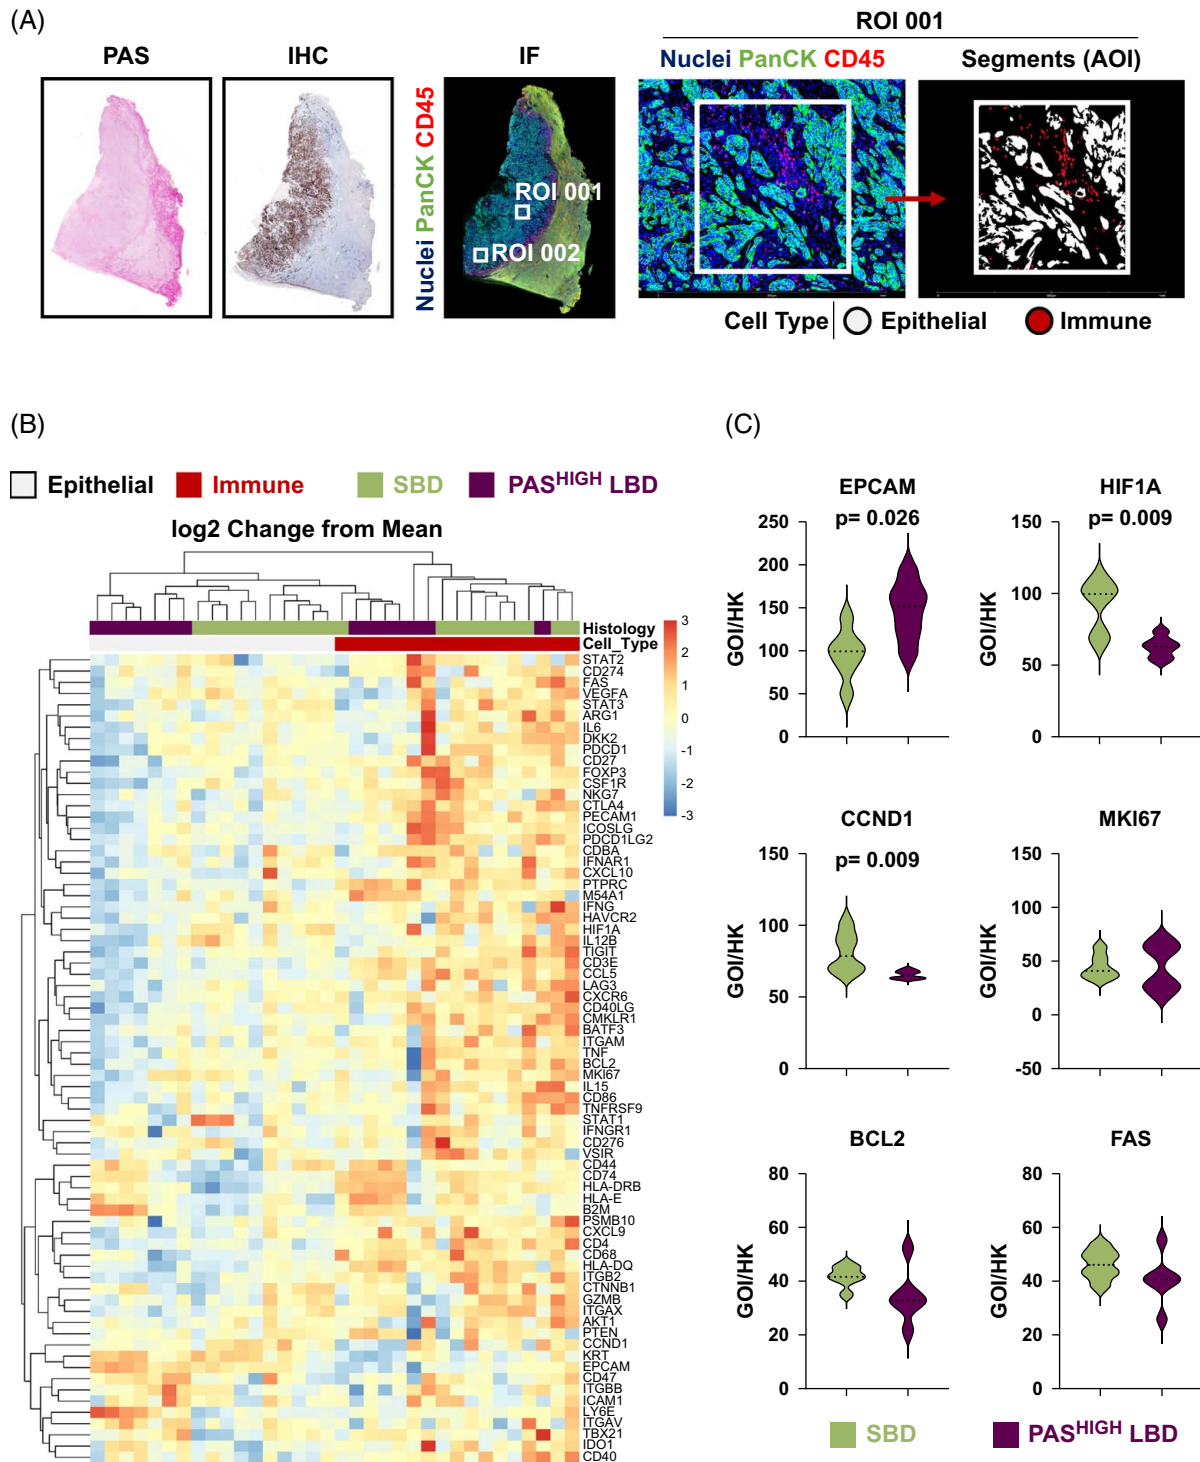 (A)
PAS
IHC
IF
ROI 001
Nuclei PanCK CD45
Segments (AOI)
Nuclei PanCK CD45
ROI 001
ROI 002
Cell Type
Epithelial
Immune
(B)
Epithelial
Immune
SBD
PASHIGH LBD
log2 Change from Mean
Histology
Cell_Type
3
2
1
0
-1
-2
-3
STAT2
CD274
FAS
VEGFA
STAT3
ARG1
IL6
DKK2
PDCD1
CD27
FOXP3
CSF1R
NKG7
CTLA4
PECAM1
ICOSLG
PDCD1LG2
CDBA
IFNAR1
CXCL10
PTPRC
M54A1
IFNG
HAVCR2
HIF1A
IL12B
TIGIT
CD3E
CCL5
LAG3
CXCR6
CD40LG
CMKLR1
BATF3
ITGAM
TNF
BCL2
MKI67
IL15
CD86
TNFRSF9
STAT1
IFNGR1
CD276
VSIR
CD44
CD74
HLA-DRB
HLA-E
B2M
PSMB10
CXCL9
CD4
CD68
HLA-DQ
ITGB2
CTNNB1
GZMB
ITGAX
AKT1
PTEN
CCND1
KRT
EPCAM
CD47
ITGBB
ICAM1
LY6E
ITGAV
TBX21
IDO1
CD40
(C)
EPCAM
p= 0.026
GOI/HK
250
200
150
100
50
0
HIF1A
p= 0.009
GOI/HK
150
100
50
0
CCND1
p= 0.009
GOI/HK
150
100
50
0
MKI67
GOI/HK
150
100
50
0
-50
BCL2
GOI/HK
80
60
40
20
0
FAS
GOI/HK
80
60
40
20
0
SBD
PASHIGH LBD